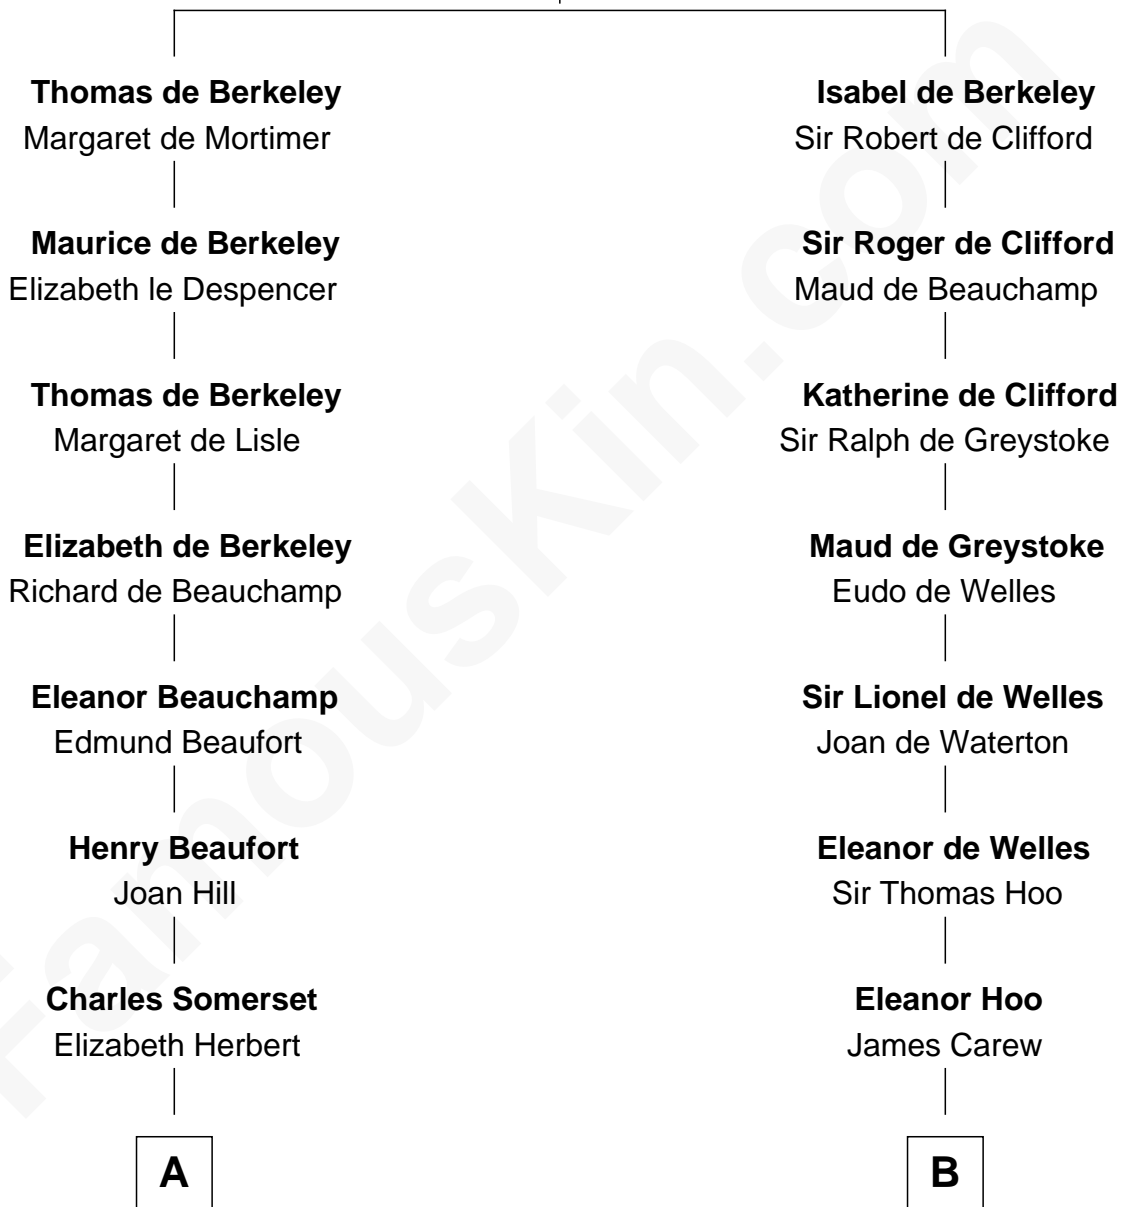 Thomas de Berkeley
Margaret de Mortimer
Maurice de Berkeley
Elizabeth le Despencer
Thomas de Berkeley
Margaret de Lisle
Elizabeth de Berkeley
Richard de Beauchamp
Eleanor Beauchamp
Edmund Beaufort
Henry Beaufort
Joan Hill
Charles Somerset
Elizabeth Herbert
A
Isabel de Berkeley
Sir Robert de Clifford
Sir Roger de Clifford
Maud de Beauchamp
Katherine de Clifford
Sir Ralph de Greystoke
Maud de Greystoke
Eudo de Welles
Sir Lionel de Welles
Joan de Waterton
Eleanor de Welles
Sir Thomas Hoo
Eleanor Hoo
James Carew
B
FamousKin.com